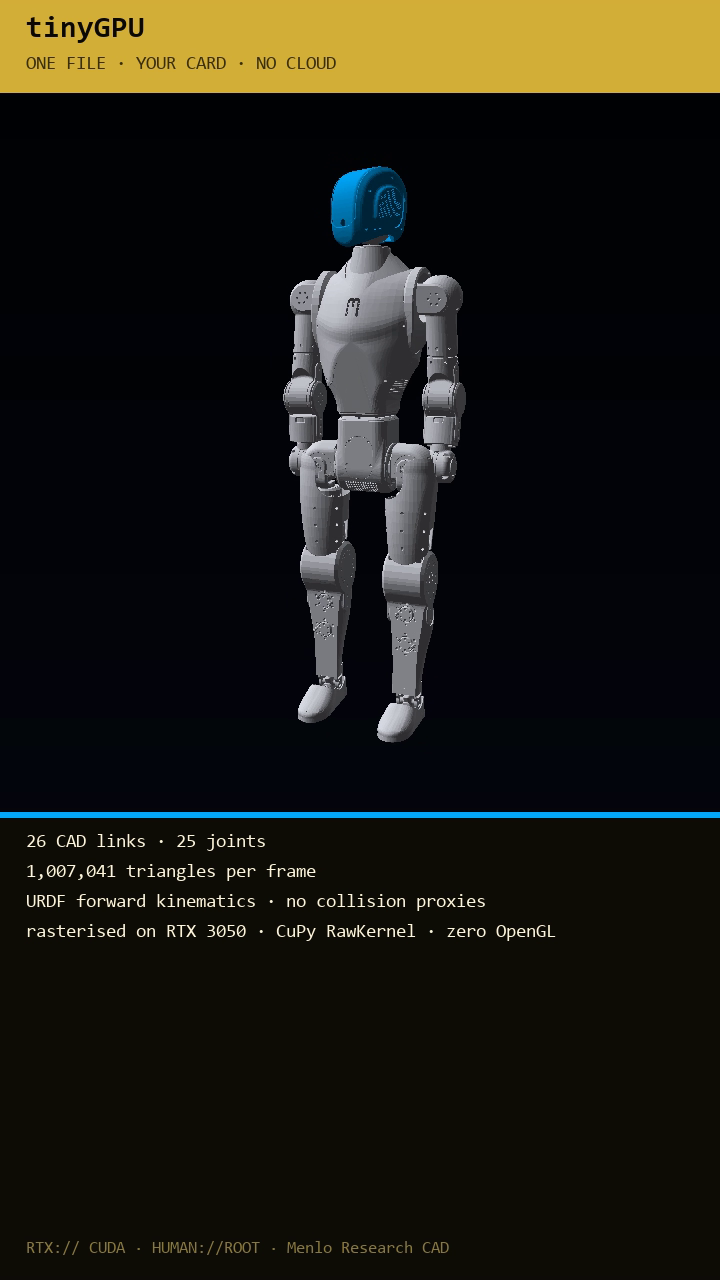 tinyGPU
ONE FILE · YOUR CARD · NO CLOUD
m
26 CAD links · 25 joints
1,007,041 triangles per frame
URDF forward kinematics · no collision proxies
rasterised on RTX 3050 · CuPy RawKernel · zero OpenGL
RTX:// CUDA · HUMAN://ROOT · Menlo Research CAD